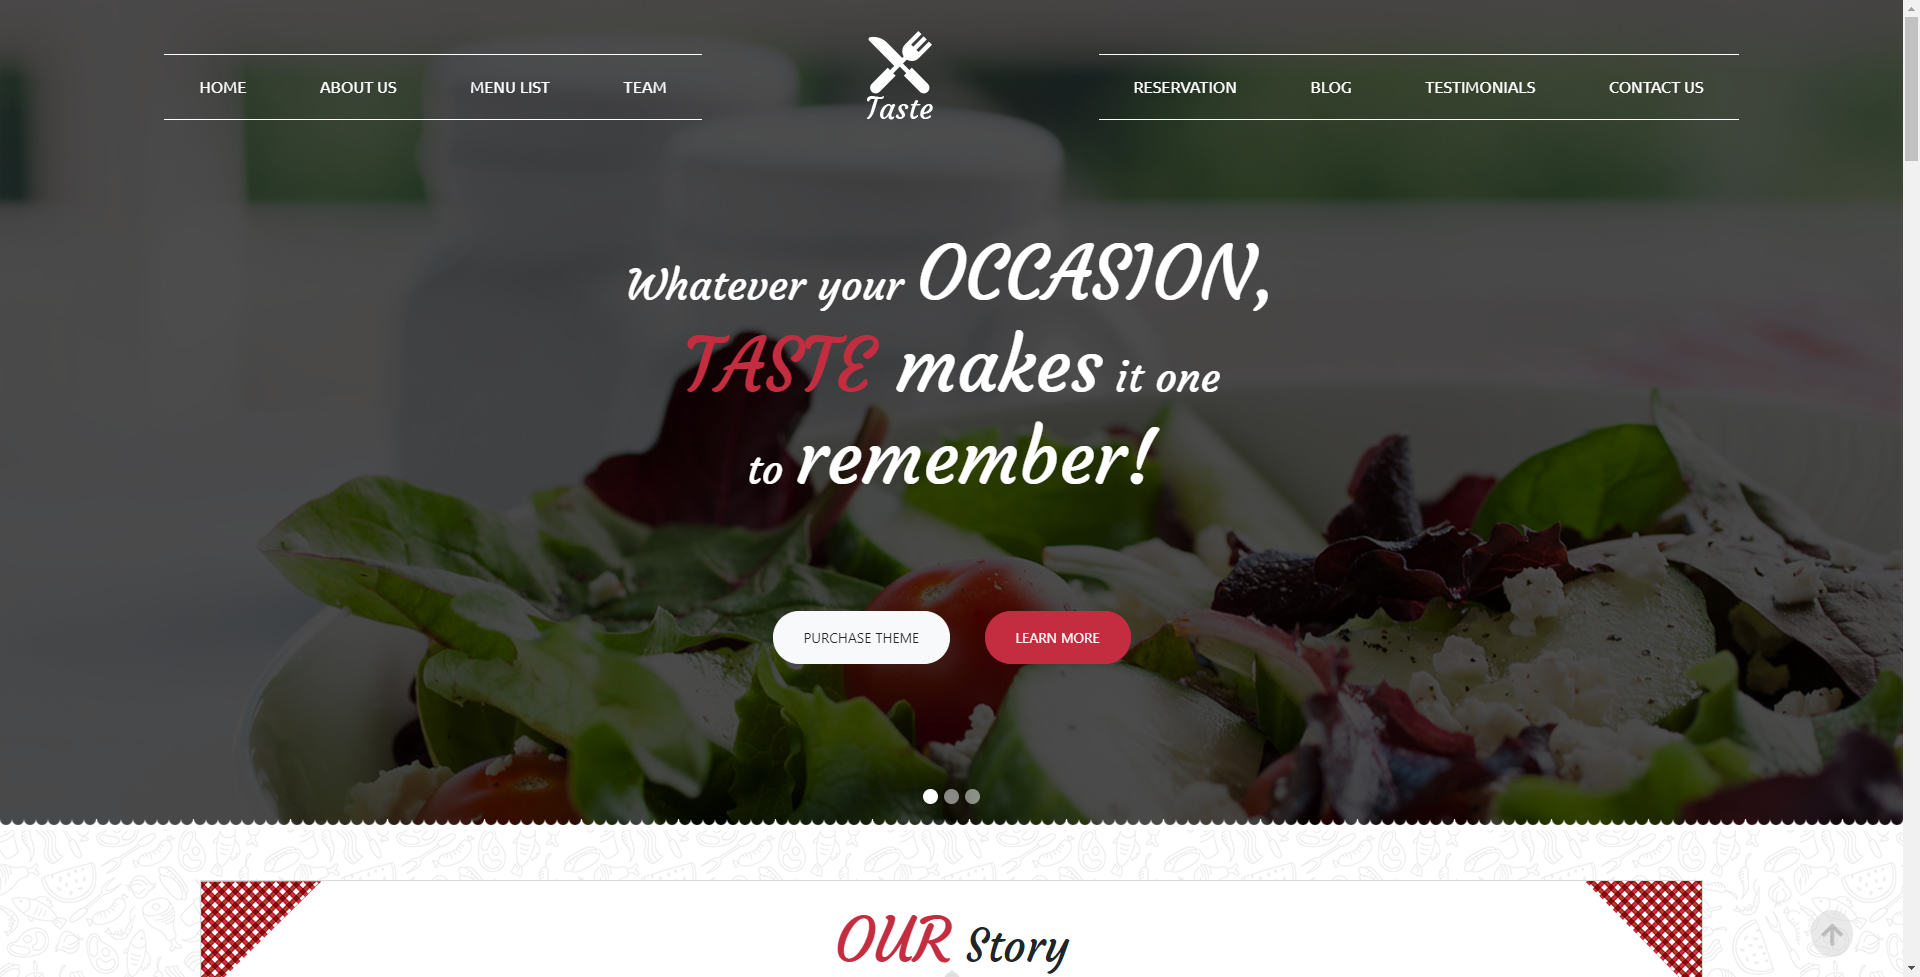 HOME ABOUT US MENU LIST TEAM
Taste
RESERVATION BLOG TESTIMONIALS CONTACT US
Whatever your OCCASION,
TASTE makes it one
to remember!
PURCHASE THEME LEARN MORE
OUR Story